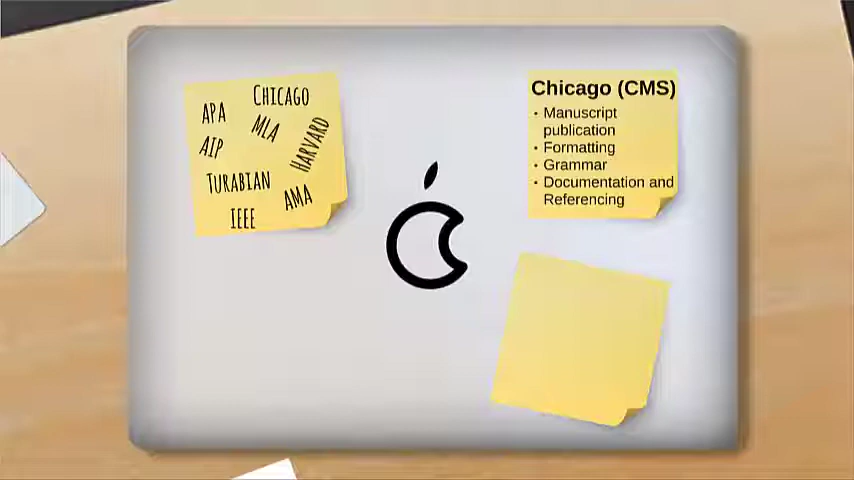 APA
CHICAGO
AIP
MLA
HARVARD
TURABIAN
AMA
IEEE
Chicago (CMS)
• Manuscript
publication
• Formatting
• Grammar
• Documentation and
Referencing